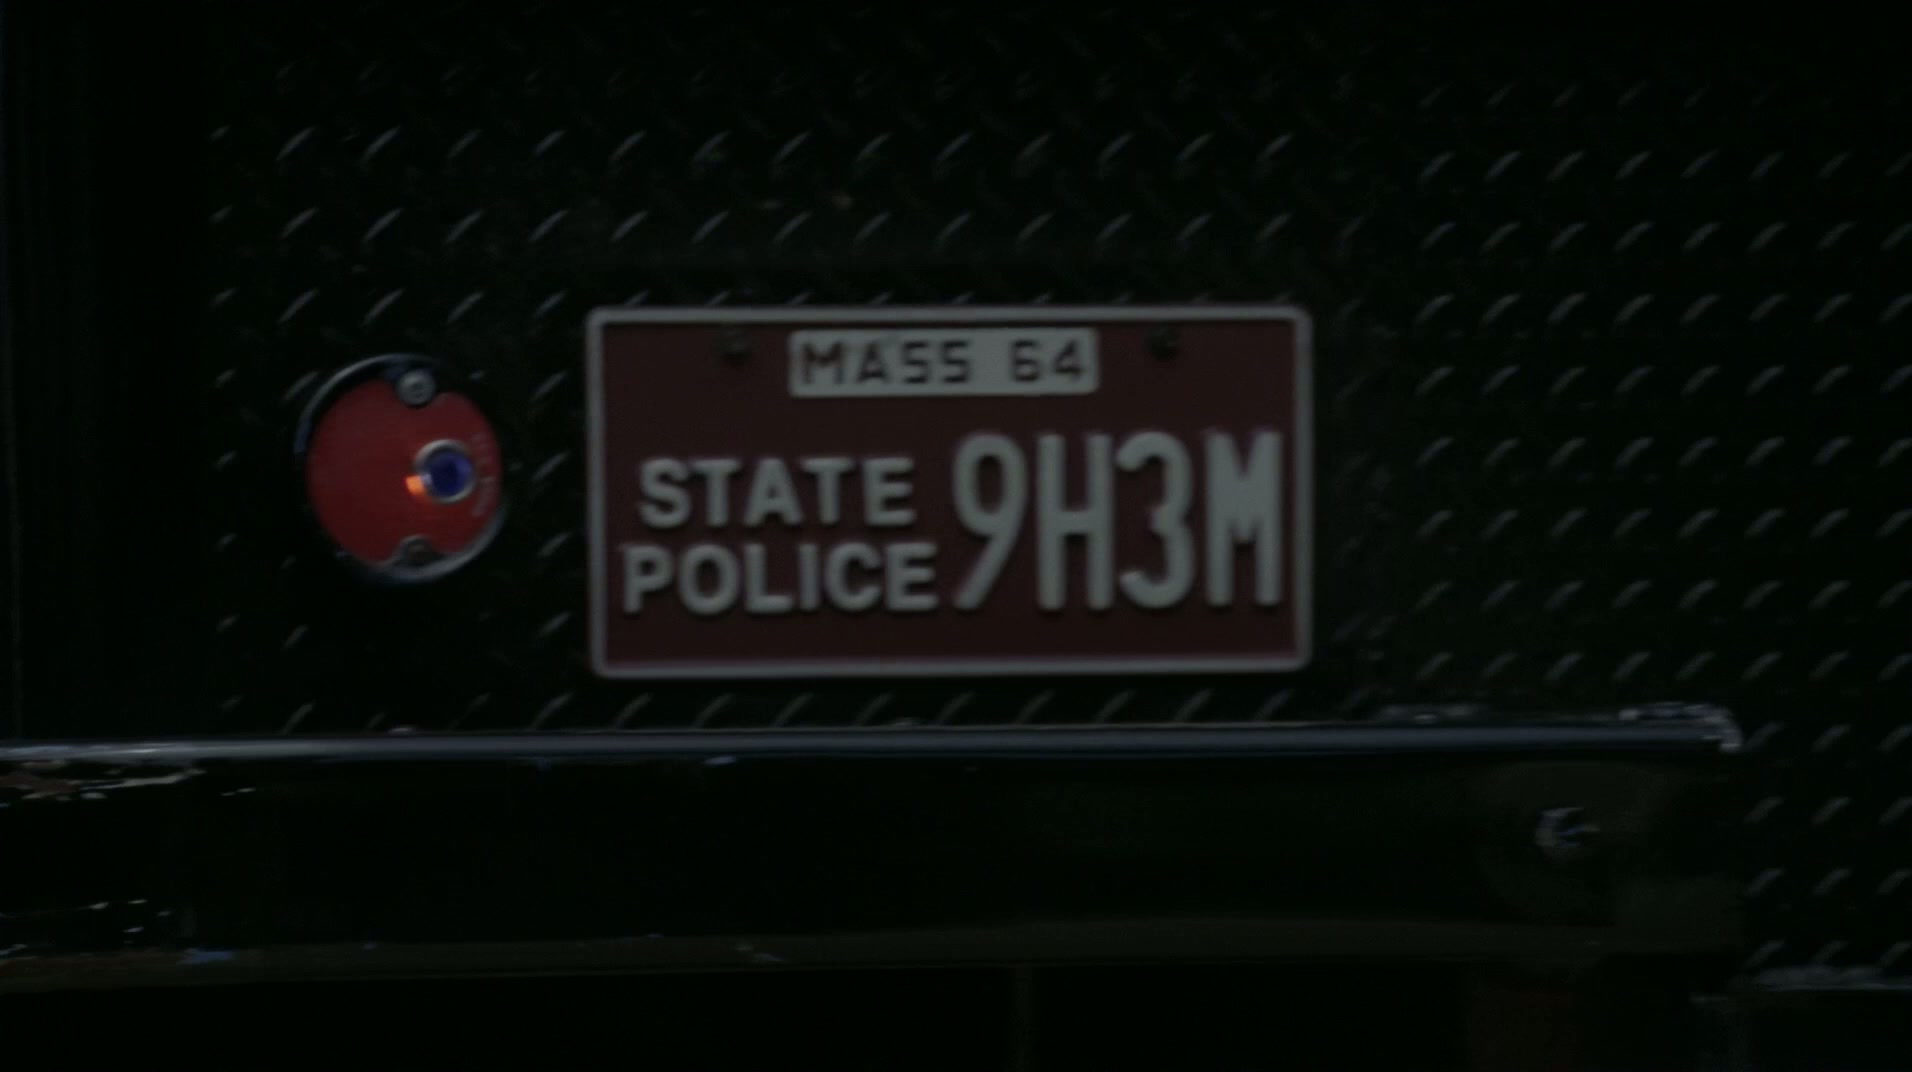 MASS 64
STATE
POLICE
9H3M